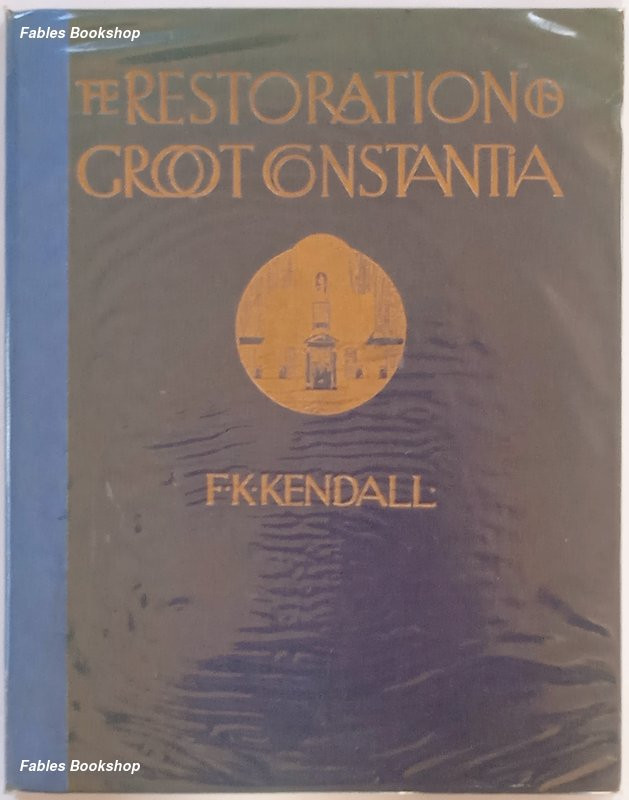 Fables Bookshop
THE RESTORATION OF
GROOT CONSTANTIA
F·K·KENDALL·
Fables Bookshop